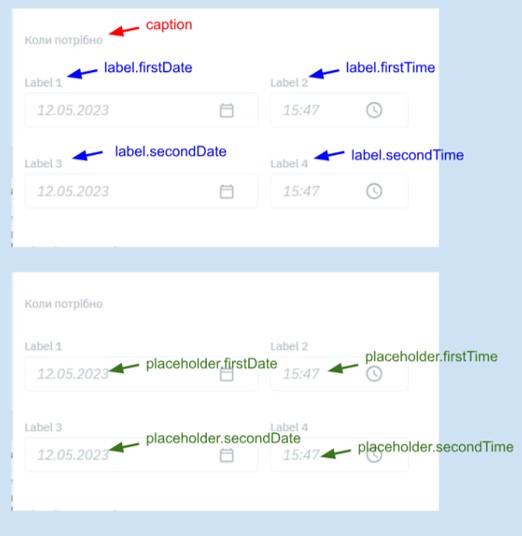 caption
Коли потрібно
label.firstDate
label.firstTime
Label 1
Label 2
12.05.2023
15:47
label.secondDate
label.secondTime
Label 3
Label 4
12.05.2023
15:47
Коли потрібно
Label 1
Label 2
placeholder.firstDate
placeholder.firstTime
12.05.2023
15:47
Label 3
Label 4
placeholder.secondDate
placeholder.secondTime
12.05.2023
15:47